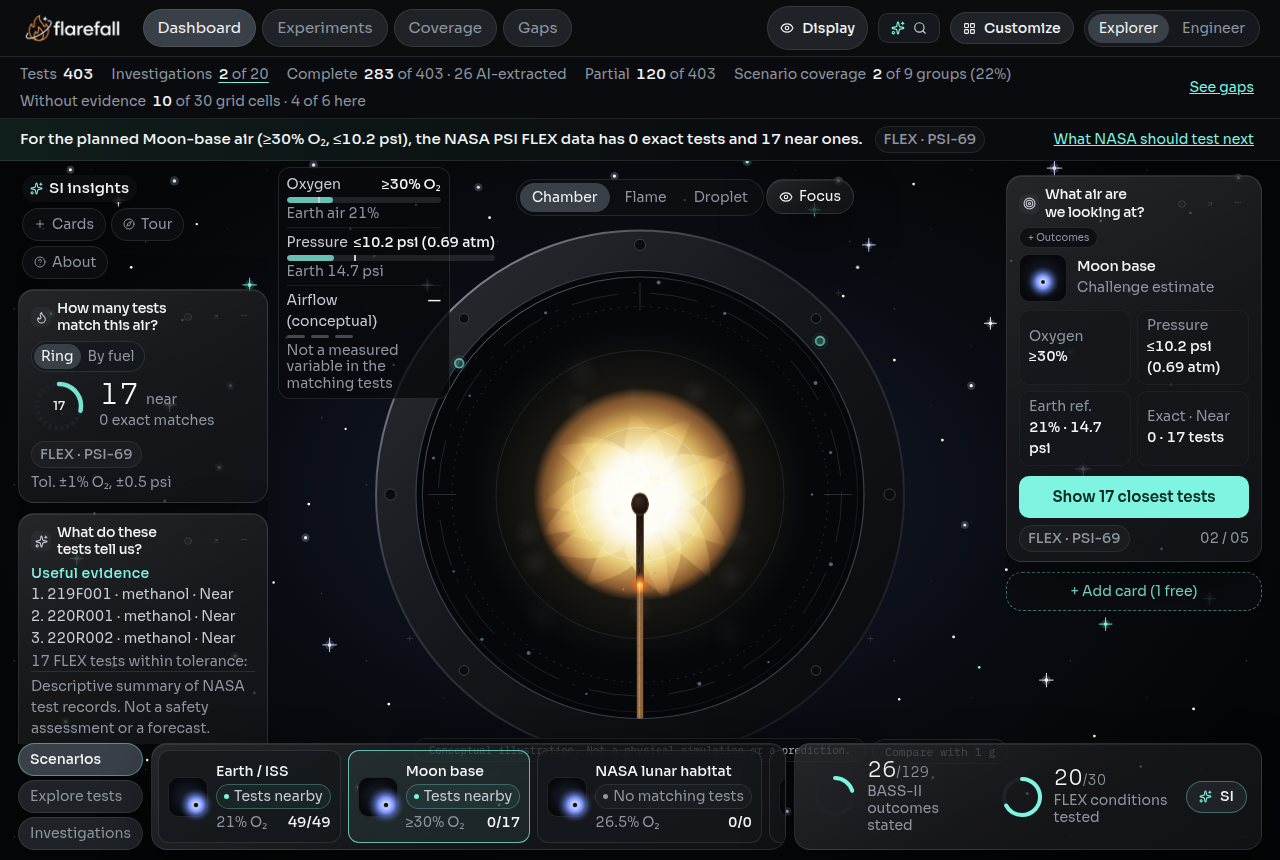 flarefall
Dashboard
Experiments
Coverage
Gaps
Display
Customize
Explorer
Engineer
Tests 403
Investigations 2 of 20
Complete 283 of 403 · 26 AI-extracted
Partial 120 of 403
Scenario coverage 2 of 9 groups (22%)
Without evidence 10 of 30 grid cells · 4 of 6 here
See gaps
For the planned Moon-base air (≥30% O₂, ≤10.2 psi), the NASA PSI FLEX data has 0 exact tests and 17 near ones.
FLEX · PSI-69
What NASA should test next
SI insights
+ Cards
Tour
About
How many tests
match this air?
Ring
By fuel
17
17 near
0 exact matches
FLEX · PSI-69
Tol. ±1% O₂, ±0.5 psi
What do these
tests tell us?
Useful evidence
1. 219F001 · methanol · Near
2. 220R001 · methanol · Near
3. 220R002 · methanol · Near
17 FLEX tests within tolerance:
Descriptive summary of NASA
test records. Not a safety
assessment or a forecast.
Oxygen ≥30% O₂
Earth air 21%
Pressure ≤10.2 psi (0.69 atm)
Earth 14.7 psi
Airflow —
(conceptual)
Not a measured
variable in the
matching tests
Chamber
Flame
Droplet
Focus
What air are
we looking at?
+ Outcomes
Moon base
Challenge estimate
Oxygen
≥30%
Pressure
≤10.2 psi
(0.69 atm)
Earth ref.
21% · 14.7
psi
Exact · Near
0 · 17 tests
Show 17 closest tests
FLEX · PSI-69
02 / 05
+ Add card (1 free)
Conceptual illustration. Not a physical simulation or a prediction.
Compare with 1 g
Scenarios
Explore tests
Investigations
Earth / ISS
Tests nearby
21% O₂ 49/49
Moon base
Tests nearby
≥30% O₂ 0/17
NASA lunar habitat
No matching tests
26.5% O₂ 0/0
26/129
BASS-II
outcomes
stated
20/30
FLEX conditions
tested
SI